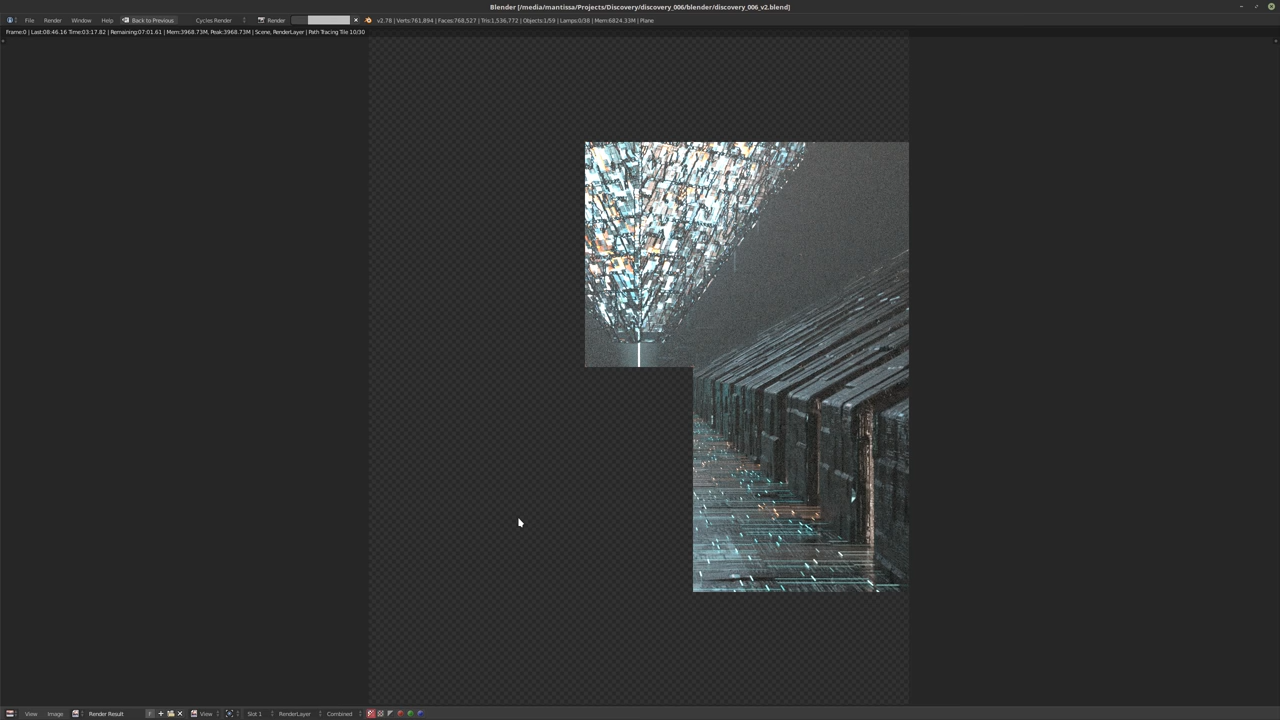 Blender [/media/mantissa/Projects/Discovery/discovery_006/blender/discovery_006_v2.blend]
File Render Window Help Back to Previous Cycles Render Render v2.78 | Verts:761,894 | Faces:768,527 | Tris:1,536,772 | Objects:1/59 | Lamps:0/38 | Mem:6824.33M | Plane
Frame:0 | Last:08:46.16 Time:03:17.82 | Remaining:07:01.61 | Mem:3968.73M, Peak:3968.73M | Scene, RenderLayer | Path Tracing Tile 10/30
View Image Render Result F View Slot 1 RenderLayer Combined